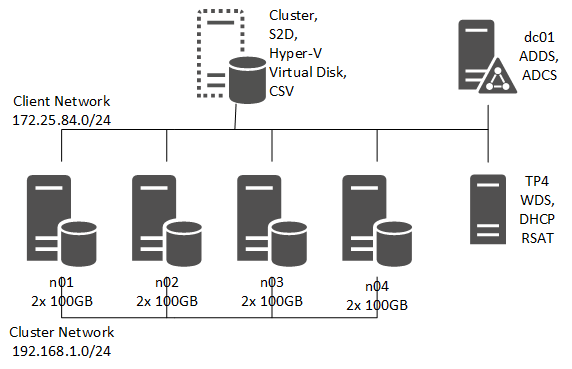 Cluster,
S2D,
Hyper-V
Virtual Disk,
CSV
dc01
ADDS,
ADCS
Client Network
172.25.84.0/24
TP4
WDS,
DHCP
RSAT
n01
2x 100GB
n02
2x 100GB
n03
2x 100GB
n04
2x 100GB
Cluster Network
192.168.1.0/24